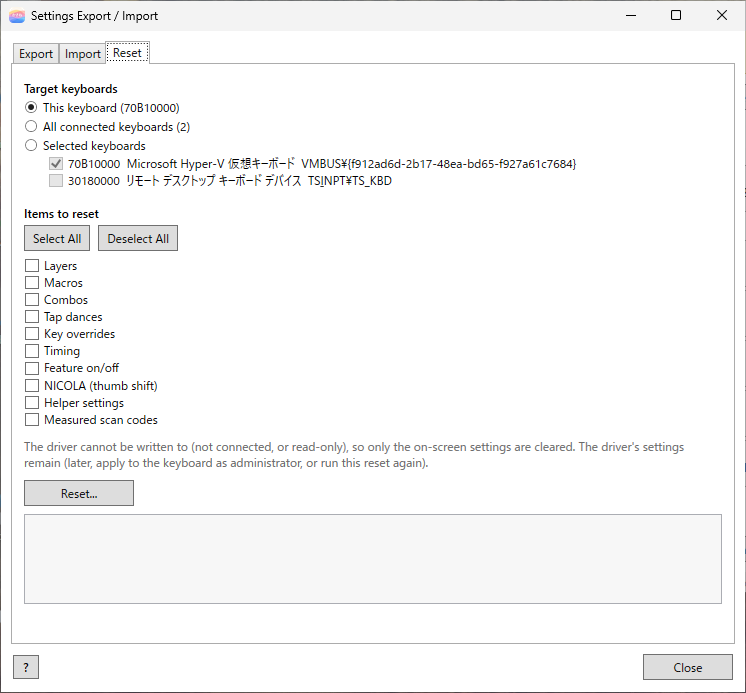 Settings Export / Import
Export
Import
Reset
Target keyboards
This keyboard (70B10000)
All connected keyboards (2)
Selected keyboards
70B10000 Microsoft Hyper-V 仮想キーボード VMBUS¥{f912ad6d-2b17-48ea-bd65-f927a61c7684}
30180000 リモート デスクトップ キーボード デバイス TS_INPT¥TS_KBD
Items to reset
Select All
Deselect All
Layers
Macros
Combos
Tap dances
Key overrides
Timing
Feature on/off
NICOLA (thumb shift)
Helper settings
Measured scan codes
The driver cannot be written to (not connected, or read-only), so only the on-screen settings are cleared. The driver's settings
remain (later, apply to the keyboard as administrator, or run this reset again).
Reset...
?
Close